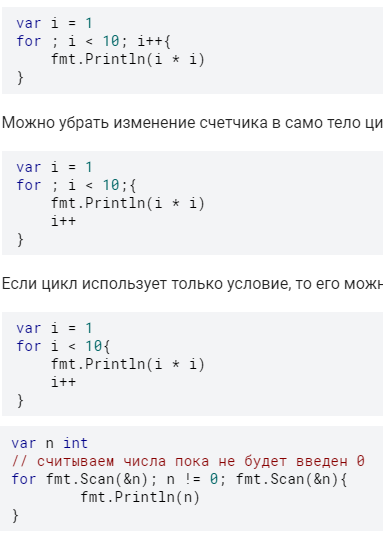 var i = 1
for ; i < 10; i++{
    fmt.Println(i * i)
}
Можно убрать изменение счетчика в само тело
var i = 1
for ; i < 10;{
    fmt.Println(i * i)
    i++
}
Если цикл использует только условие, то его
var i = 1
for i < 10{
    fmt.Println(i * i)
    i++
}
var n int
// считываем числа пока не будет введен 0
for fmt.Scan(&n); n != 0; fmt.Scan(&n){
        fmt.Println(n)
}